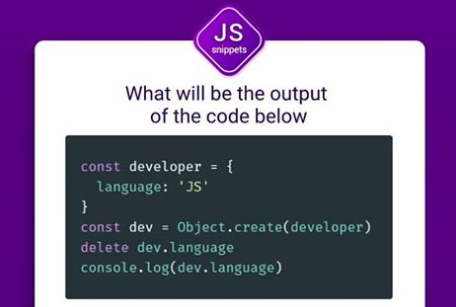 JS
snippets
What will be the output
of the code below
const developer = {
  language: 'JS'
}
const dev = Object.create(developer)
delete dev.language
console.log(dev.language)